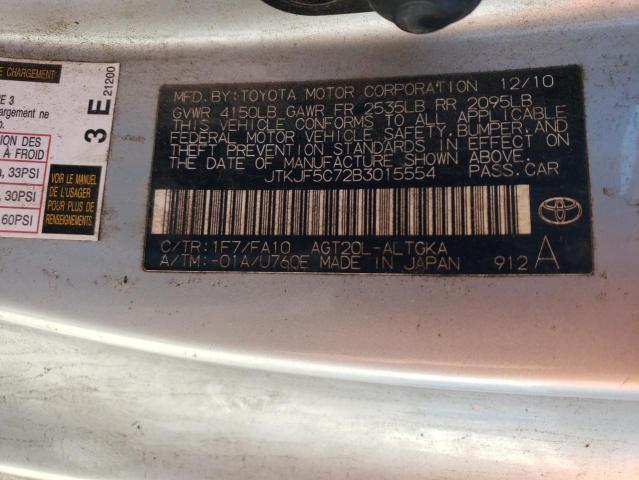 CHARGEMENT
E 3
hargement ne
ION DES
À FROID
, 33PSI
, 30PSI
60PSI
VOIR LE MANUEL
DE L'USAGER
POUR PLUS DE
RENSEIGNEMENTS
3 E 21200
MFD. BY: TOYOTA MOTOR CORPORATION 12/10
GVWR 4150LB GAWR FR 2535LB RR 2095LB
THIS VEHICLE CONFORMS TO ALL APPLICABLE
FEDERAL MOTOR VEHICLE SAFETY, BUMPER, AND
THEFT PREVENTION STANDARDS IN EFFECT ON
THE DATE OF MANUFACTURE SHOWN ABOVE.
JTKJF5C72B3015554 PASS. CAR
C/TR: 1F7/FA10 AGT20L-ALTGKA
A/TM: -01A/U760E MADE IN JAPAN 912 A